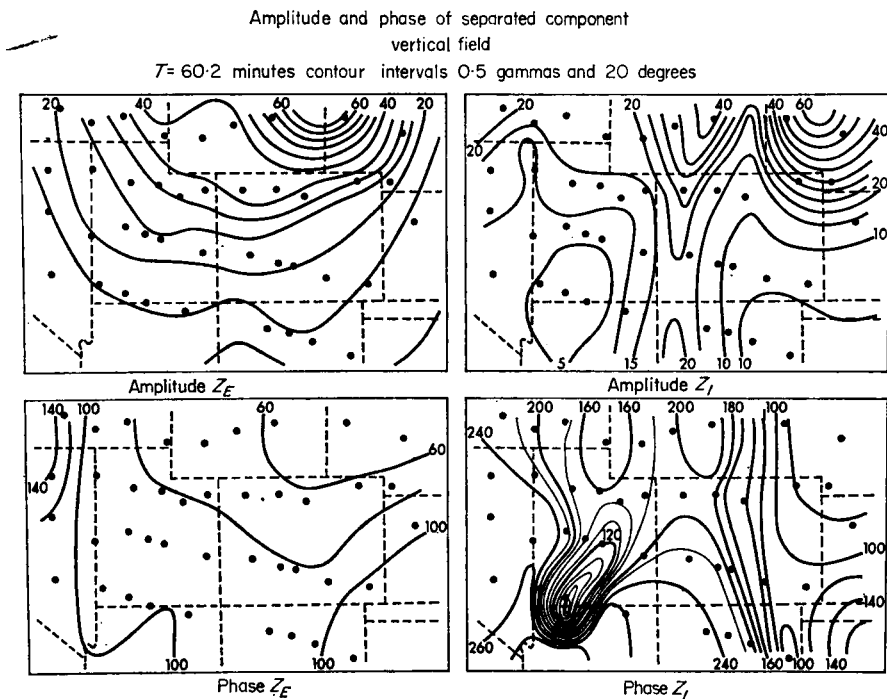 Amplitude and phase of separated component
vertical field
T= 60·2 minutes contour intervals 0·5 gammas and 20 degrees
20 40 60 60 40 20
20 20 40 60
20 40
20
10
5 15 20 10 10
Amplitude Z_E
Amplitude Z_I
140 100 60
140 60
100
100 100
Phase Z_E
200 160 160 200 180 100
240
120
100
140
260 240 160 100 140
Phase Z_I